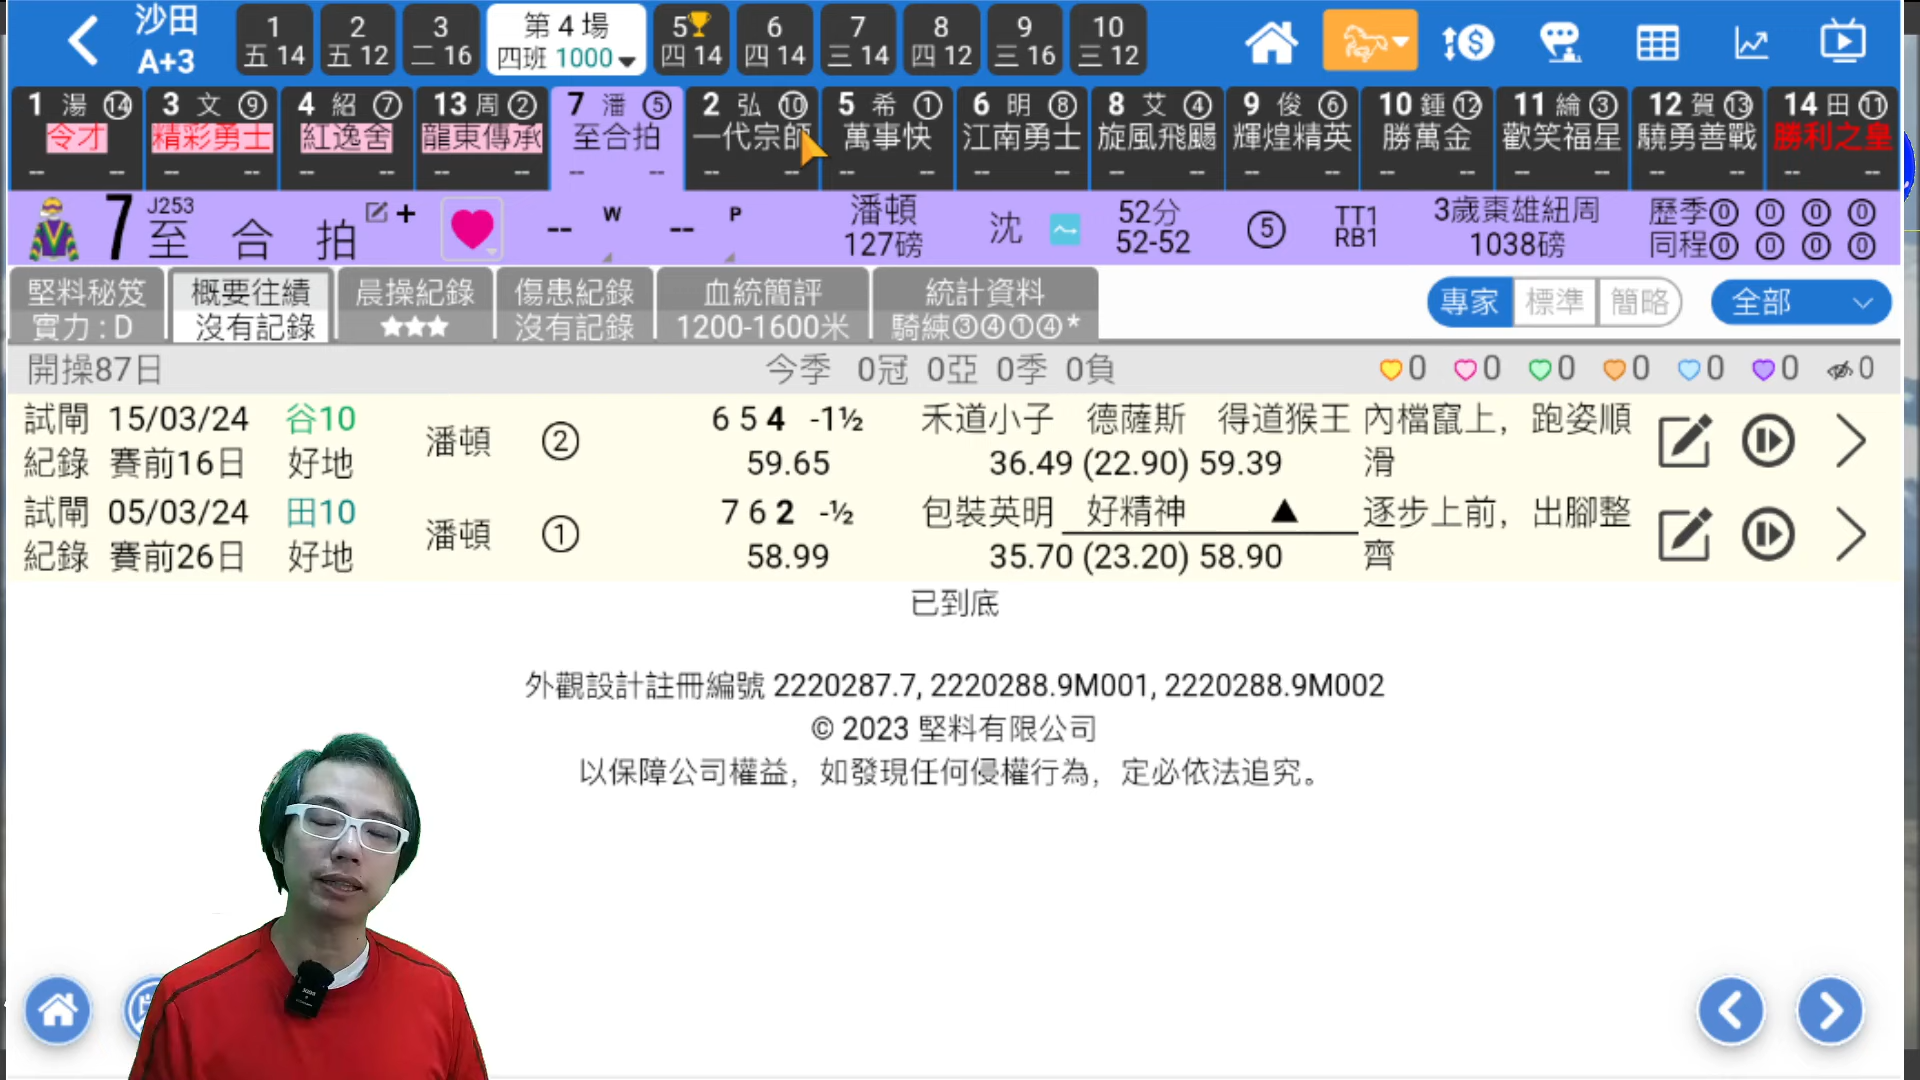 沙田
A+3
1
五 14
2
五 12
3
二 16
第 4 場
四班 1000
5
四 14
6
四 14
7
三 14
8
四 12
9
三 16
10
三 12
1 湯 ⑭
令才
-- --
3 文 ⑨
精彩勇士
-- --
4 紹 ⑦
紅逸舍
-- --
13 周 ②
龍東傳承
-- --
7 潘 ⑤
至合拍
-- --
2 弘 ⑩
一代宗師
-- --
5 希 ①
萬事快
-- --
6 明 ⑧
江南勇士
-- --
8 艾 ④
旋風飛颺
-- --
9 俊 ⑥
輝煌精英
-- --
10 鍾 ⑫
勝萬金
-- --
11 綸 ③
歡笑福星
-- --
12 賀 ⑬
驍勇善戰
-- --
14 田 ⑪
勝利之皇
-- --
7
J253
至合拍
-- W
-- P
潘頓
127磅
沈
52分
52-52
⑤
TT1
RB1
3歲棗雄紐周
1038磅
歷季⓪ ⓪ ⓪ ⓪
同程⓪ ⓪ ⓪ ⓪
堅料秘笈
實力 : D
概要往績
沒有記錄
晨操紀錄
★★★
傷患紀錄
沒有記錄
血統簡評
1200-1600米
統計資料
騎練③④①④*
專家
標準
簡略
全部
開操87日
今季 0冠 0亞 0季 0負
0 0 0 0 0 0 0
試閘 15/03/24 谷10
紀錄 賽前16日 好地
潘頓 ②
6 5 4 -1½
59.65
禾道小子 德薩斯 得道猴王
36.49 (22.90) 59.39
內檔竄上，跑姿順
滑
試閘 05/03/24 田10
紀錄 賽前26日 好地
潘頓 ①
7 6 2 -½
58.99
包裝英明 好精神 ▲
35.70 (23.20) 58.90
逐步上前，出腳整
齊
已到底
外觀設計註冊編號 2220287.7, 2220288.9M001, 2220288.9M002
© 2023 堅料有限公司
以保障公司權益，如發現任何侵權行為，定必依法追究。